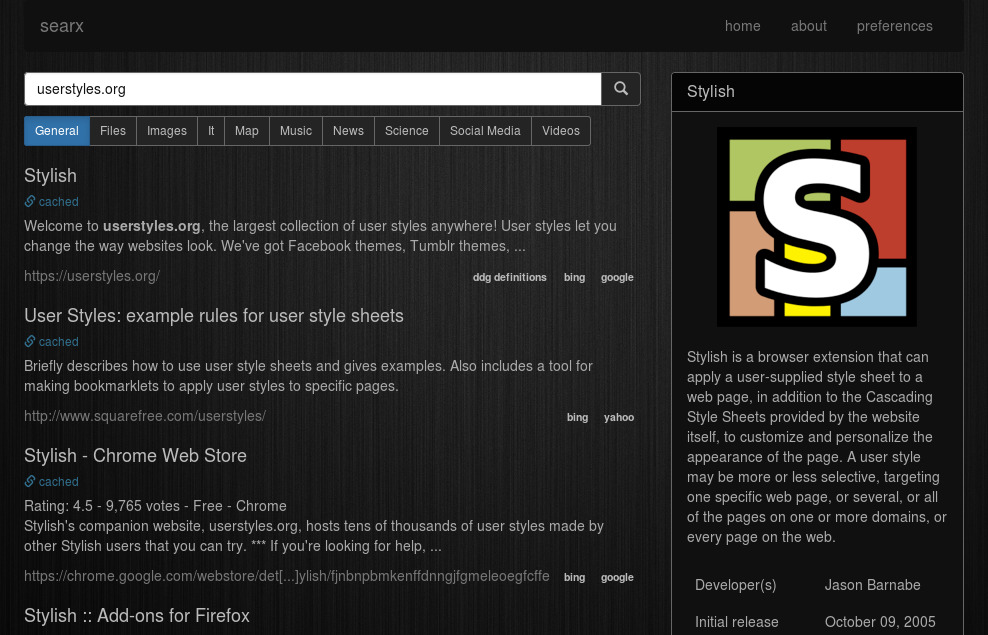 searx
home about preferences
userstyles.org
General Files Images It Map Music News Science Social Media Videos
Stylish
cached
Welcome to userstyles.org, the largest collection of user styles anywhere! User styles let you
change the way websites look. We've got Facebook themes, Tumblr themes, ...
https://userstyles.org/
ddg definitions bing google
User Styles: example rules for user style sheets
cached
Briefly describes how to use user style sheets and gives examples. Also includes a tool for
making bookmarklets to apply user styles to specific pages.
http://www.squarefree.com/userstyles/
bing yahoo
Stylish - Chrome Web Store
cached
Rating: 4.5 - 9,765 votes - Free - Chrome
Stylish's companion website, userstyles.org, hosts tens of thousands of user styles made by
other Stylish users that you can try. *** If you're looking for help, ...
https://chrome.google.com/webstore/det[...]ylish/fjnbnpbmkenffdnngjfgmeleoegfcffe
bing google
Stylish :: Add-ons for Firefox
Stylish
S
Stylish is a browser extension that can
apply a user-supplied style sheet to a
web page, in addition to the Cascading
Style Sheets provided by the website
itself, to customize and personalize the
appearance of the page. A user style
may be more or less selective, targeting
one specific web page, or several, or all
of the pages on one or more domains, or
every page on the web.
Developer(s) Jason Barnabe
Initial release October 09, 2005